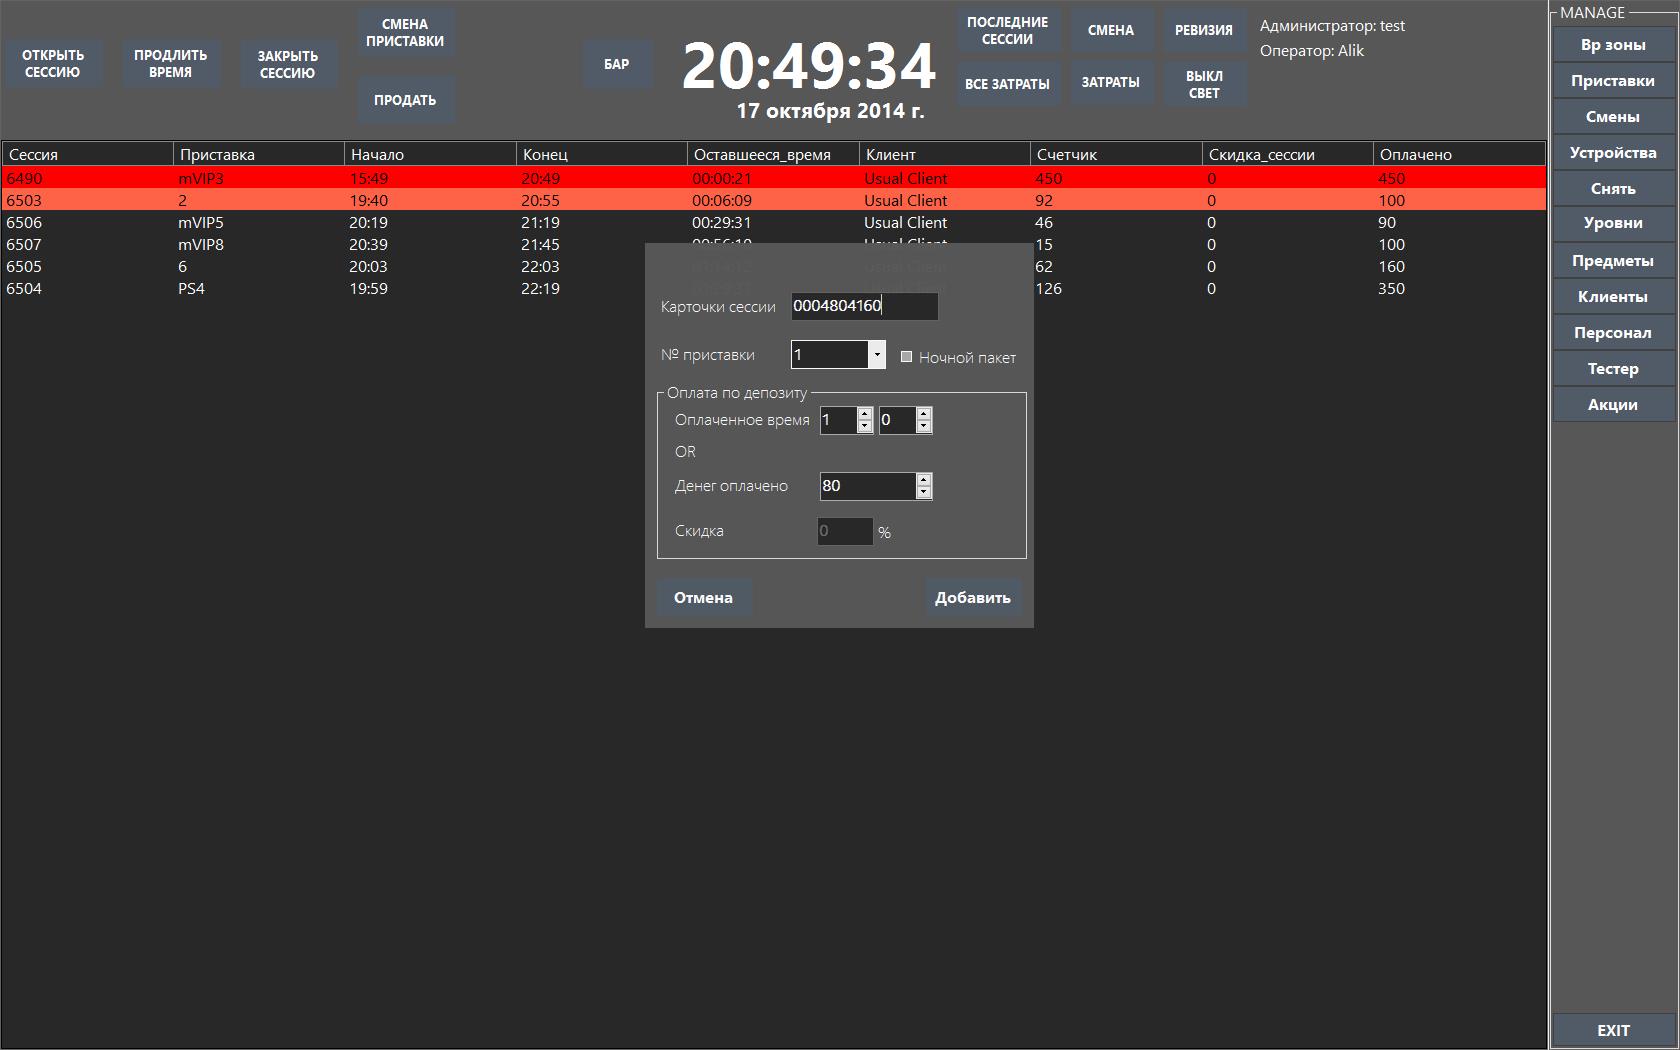 ОТКРЫТЬ
СЕССИЮ
ПРОДЛИТЬ
ВРЕМЯ
ЗАКРЫТЬ
СЕССИЮ
СМЕНА
ПРИСТАВКИ
ПРОДАТЬ
БАР
20:49:34
17 октября 2014 г.
ПОСЛЕДНИЕ
СЕССИИ
СМЕНА
РЕВИЗИЯ
ВСЕ ЗАТРАТЫ
ЗАТРАТЫ
ВЫКЛ
СВЕТ
Администратор: test
Оператор: Alik
Сессия Приставка Начало Конец Оставшееся_время Клиент Счетчик Скидка_сессии Оплачено
6490 mVIP3 15:49 20:49 00:00:21 Usual Client 450 0 450
6503 2 19:40 20:55 00:06:09 Usual Client 92 0 100
6506 mVIP5 20:19 21:19 00:29:31 Usual Client 46 0 90
6507 mVIP8 20:39 21:45 Usual Client 15 0 100
6505 6 20:03 22:03 62 0 160
6504 PS4 19:59 22:19 126 0 350
Карточки сессии 0004804160
№ приставки 1 Ночной пакет
Оплата по депозиту
Оплаченное время 1 0
OR
Денег оплачено 80
Скидка 0 %
Отмена Добавить
MANAGE
Вр зоны
Приставки
Смены
Устройства
Снять
Уровни
Предметы
Клиенты
Персонал
Тестер
Акции
EXIT